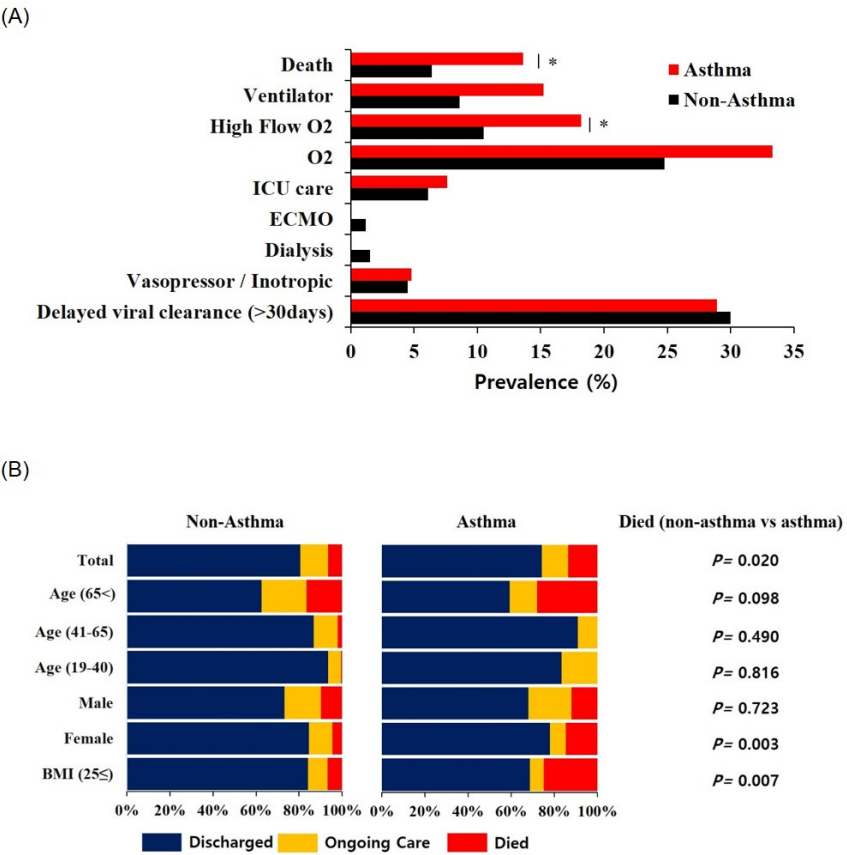 (A)
Death
Ventilator
High Flow O2
O2
ICU care
ECMO
Dialysis
Vasopressor / Inotropic
Delayed viral clearance (>30days)
*
*
Asthma
Non-Asthma
0 5 10 15 20 25 30 35
Prevalence (%)
(B)
Non-Asthma Asthma Died (non-asthma vs asthma)
Total P= 0.020
Age (65<) P= 0.098
Age (41-65) P= 0.490
Age (19-40) P= 0.816
Male P= 0.723
Female P= 0.003
BMI (25≤) P= 0.007
0% 20% 40% 60% 80% 100% 0% 20% 40% 60% 80% 100%
Discharged Ongoing Care Died